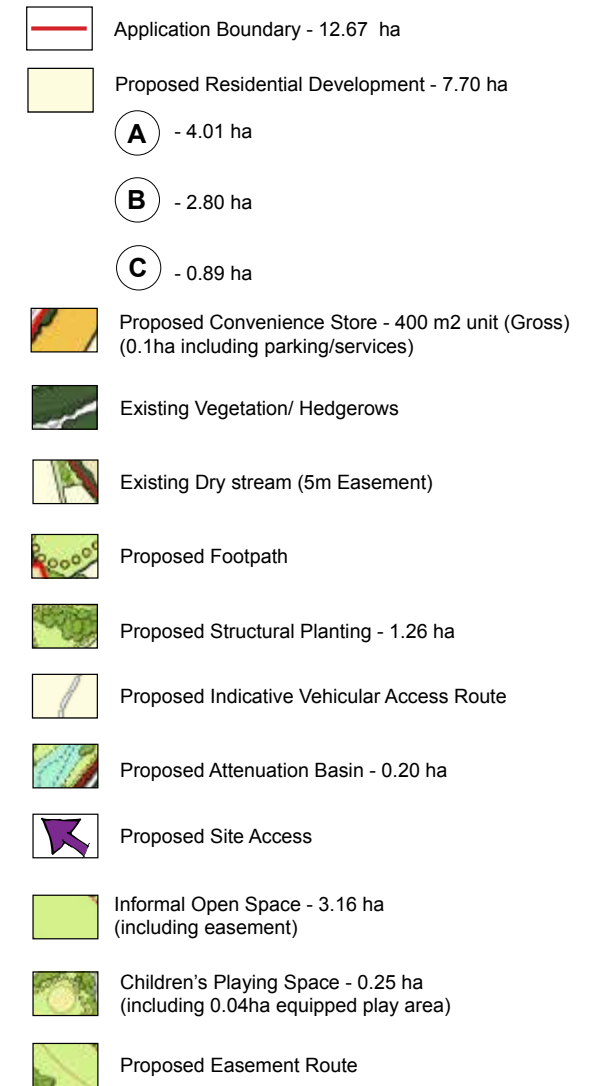 Application Boundary - 12.67 ha
Proposed Residential Development - 7.70 ha
A - 4.01 ha
B - 2.80 ha
C - 0.89 ha
Proposed Convenience Store - 400 m2 unit (Gross)
(0.1ha including parking/services)
Existing Vegetation/ Hedgerows
Existing Dry stream (5m Easement)
Proposed Footpath
Proposed Structural Planting - 1.26 ha
Proposed Indicative Vehicular Access Route
Proposed Attenuation Basin - 0.20 ha
Proposed Site Access
Informal Open Space - 3.16 ha
(including easement)
Children's Playing Space - 0.25 ha
(including 0.04ha equipped play area)
Proposed Easement Route